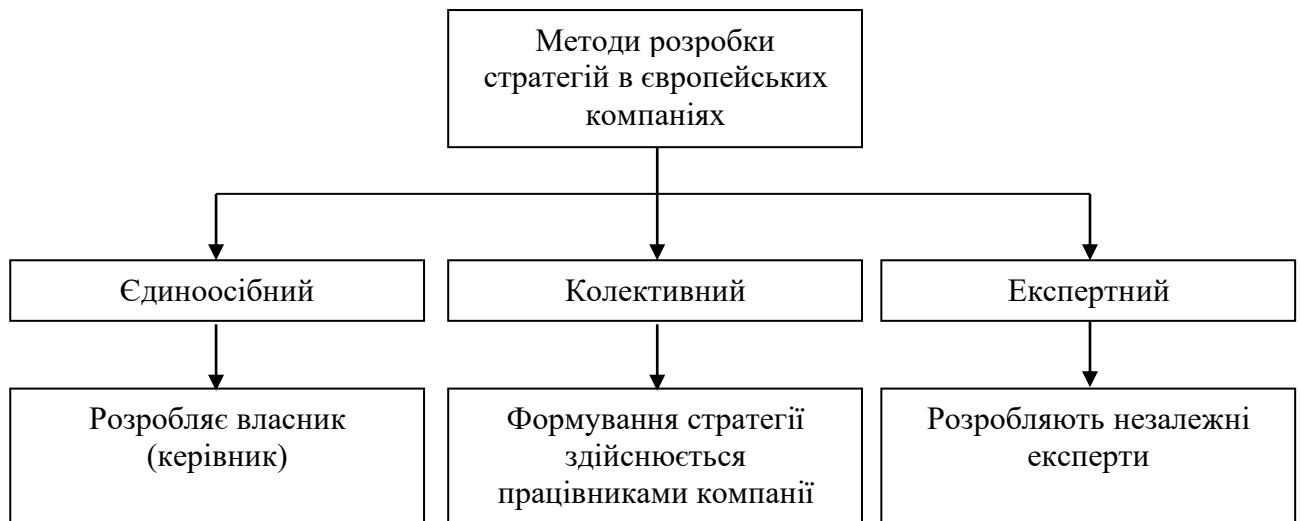 Методи розробки
стратегій в європейських
компаніях
Єдиноосібний
Колективний
Експертний
Розробляє власник
(керівник)
Формування стратегії
здійснюється
працівниками компанії
Розробляють незалежні
експерти